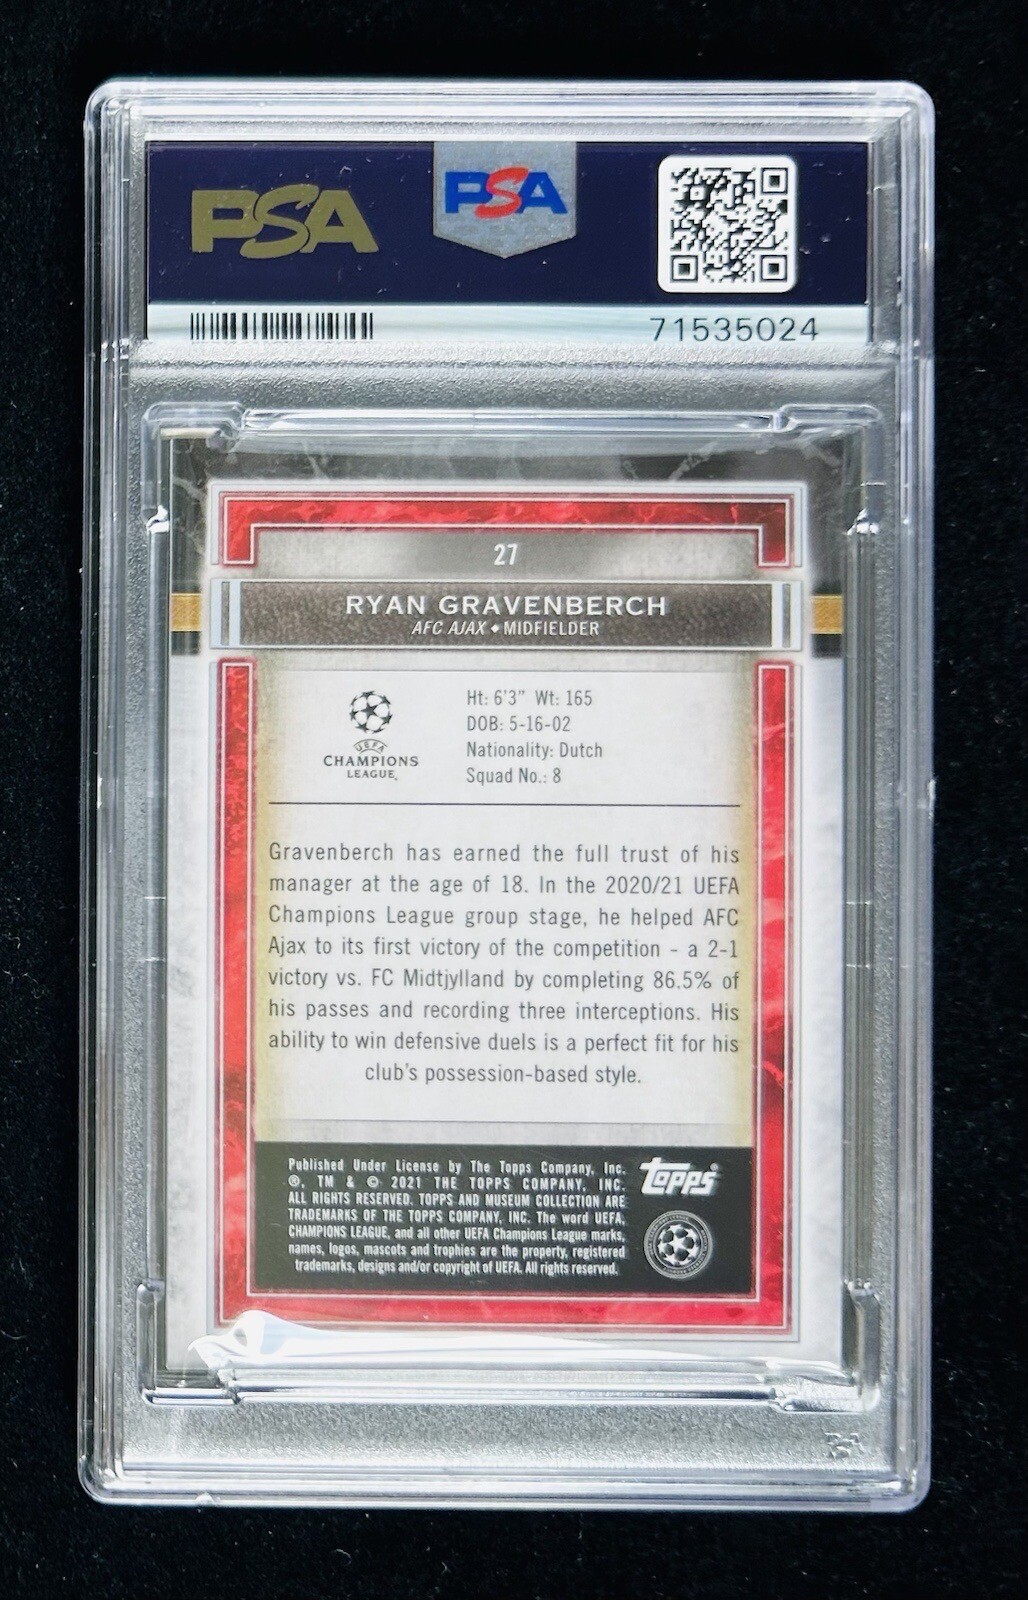 PSA
PSA
71535024
27
RYAN GRAVENBERCH
AFC AJAX ◆ MIDFIELDER
UEFA
CHAMPIONS
LEAGUE
Ht: 6'3" Wt: 165
DOB: 5-16-02
Nationality: Dutch
Squad No.: 8
Gravenberch has earned the full trust of his
manager at the age of 18. In the 2020/21 UEFA
Champions League group stage, he helped AFC
Ajax to its first victory of the competition - a 2-1
victory vs. FC Midtjylland by completing 86.5% of
his passes and recording three interceptions. His
ability to win defensive duels is a perfect fit for his
club's possession-based style.
Published Under License by The Topps Company, Inc.
®, TM & © 2021 THE TOPPS COMPANY, INC.
ALL RIGHTS RESERVED. TOPPS AND MUSEUM COLLECTION ARE
TRADEMARKS OF THE TOPPS COMPANY, INC. The word UEFA,
CHAMPIONS LEAGUE, and all other UEFA Champions League marks,
names, logos, mascots and trophies are the property, registered
trademarks, designs and/or copyright of UEFA. All rights reserved.
topps